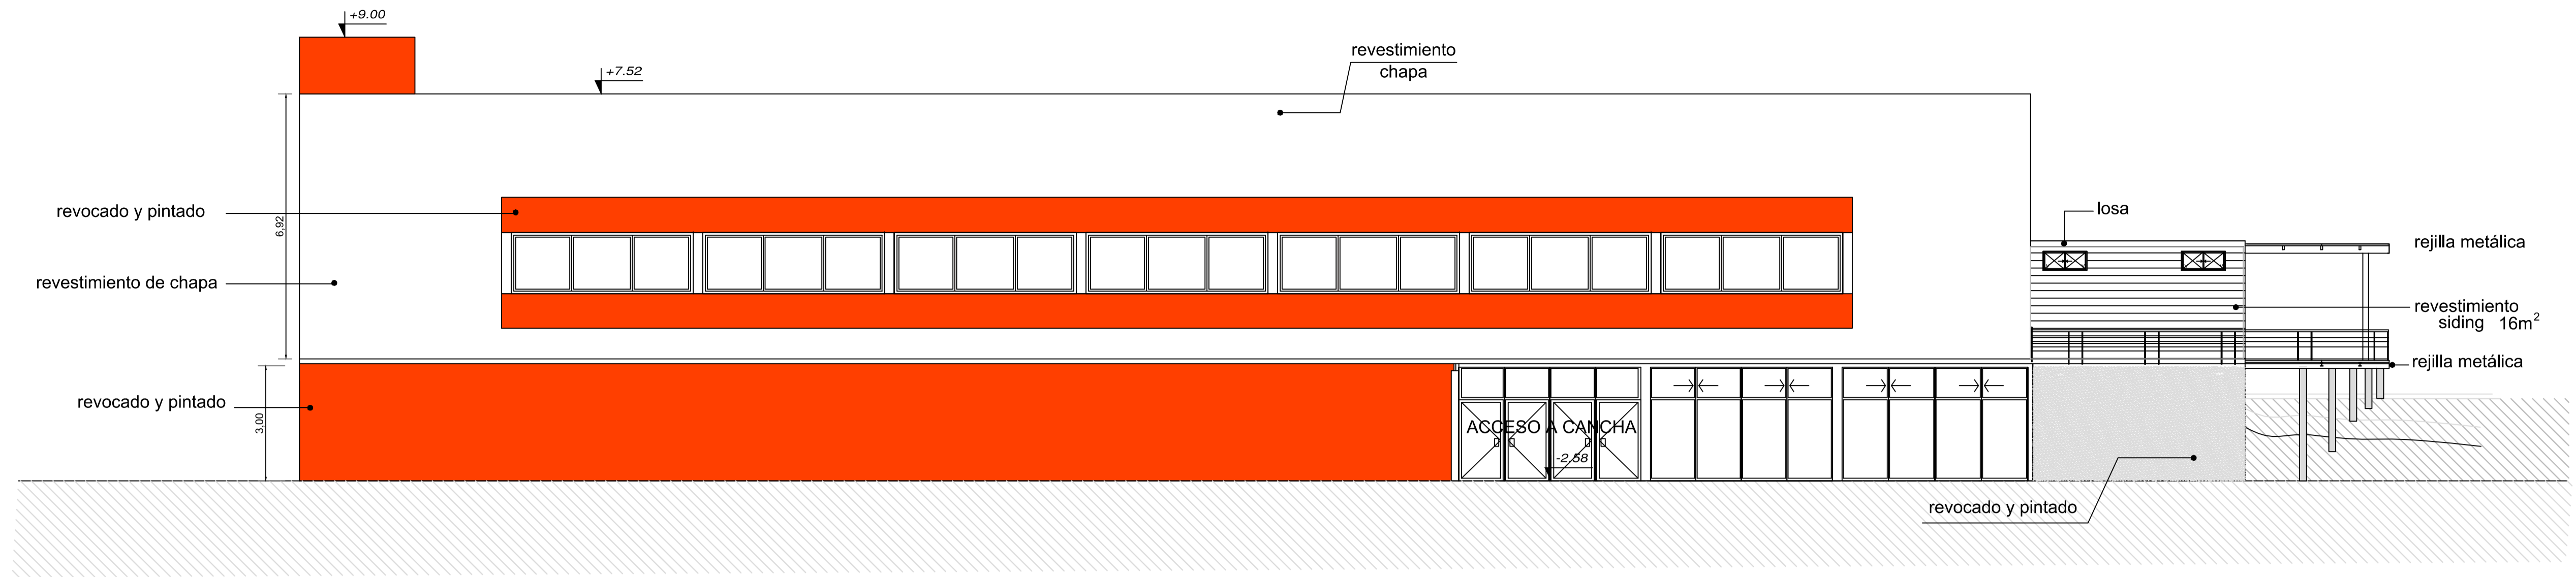 +9.00
+7.52
revestimiento
chapa
revocado y pintado
6,92
losa
rejilla metálica
revestimiento de chapa
revestimiento
siding 16m²
rejilla metálica
revocado y pintado
3,00
ACCESO A CANCHA
-2.58
revocado y pintado